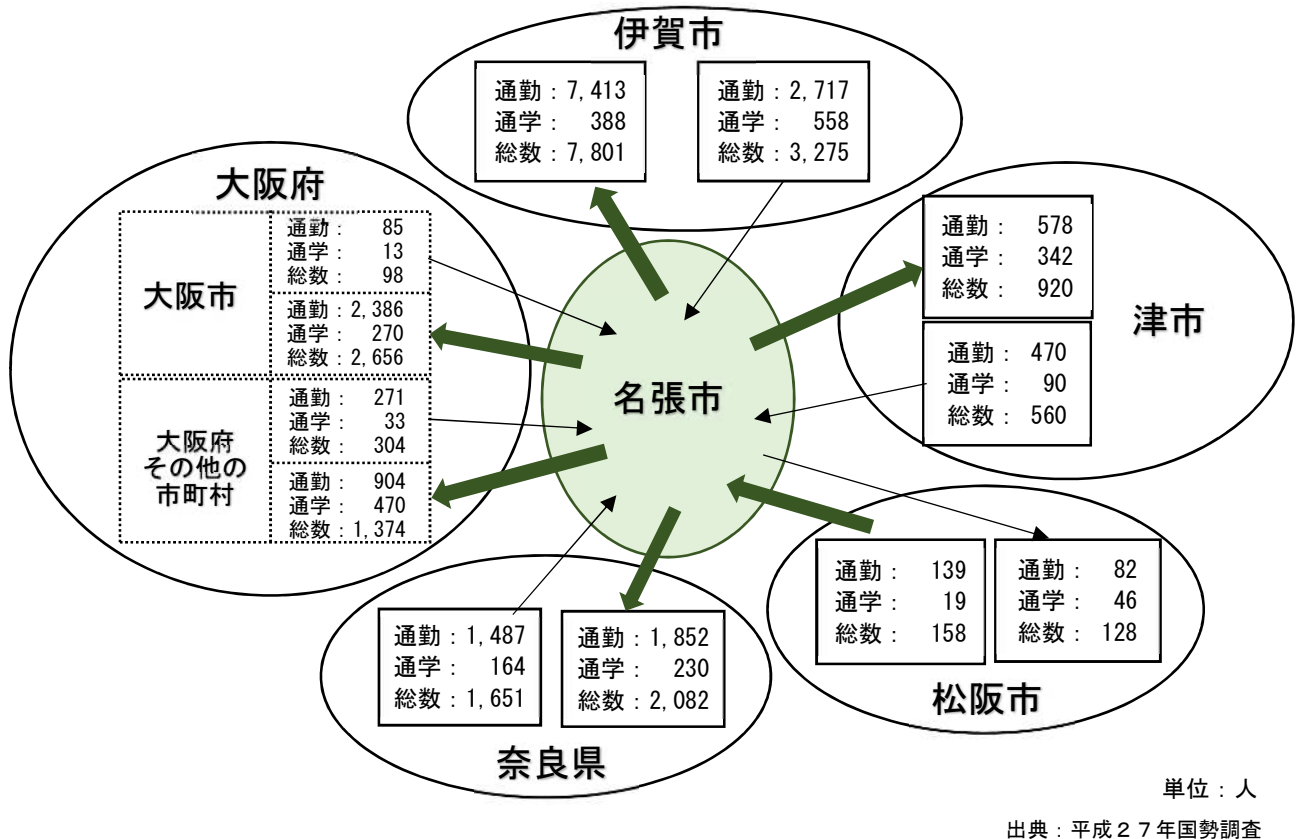 伊賀市
通勤：7,413
通学： 388
総数：7,801
通勤：2,717
通学： 558
総数：3,275
大阪府
大阪市
通勤： 85
通学： 13
総数： 98
通勤：2,386
通学： 270
総数：2,656
大阪府
その他の
市町村
通勤： 271
通学： 33
総数： 304
通勤： 904
通学： 470
総数：1,374
名張市
通勤： 578
通学： 342
総数： 920
津市
通勤： 470
通学： 90
総数： 560
通勤： 139
通学： 19
総数： 158
通勤： 82
通学： 46
総数： 128
松阪市
通勤：1,487
通学： 164
総数：1,651
通勤：1,852
通学： 230
総数：2,082
奈良県
単位：人
出典：平成２７年国勢調査